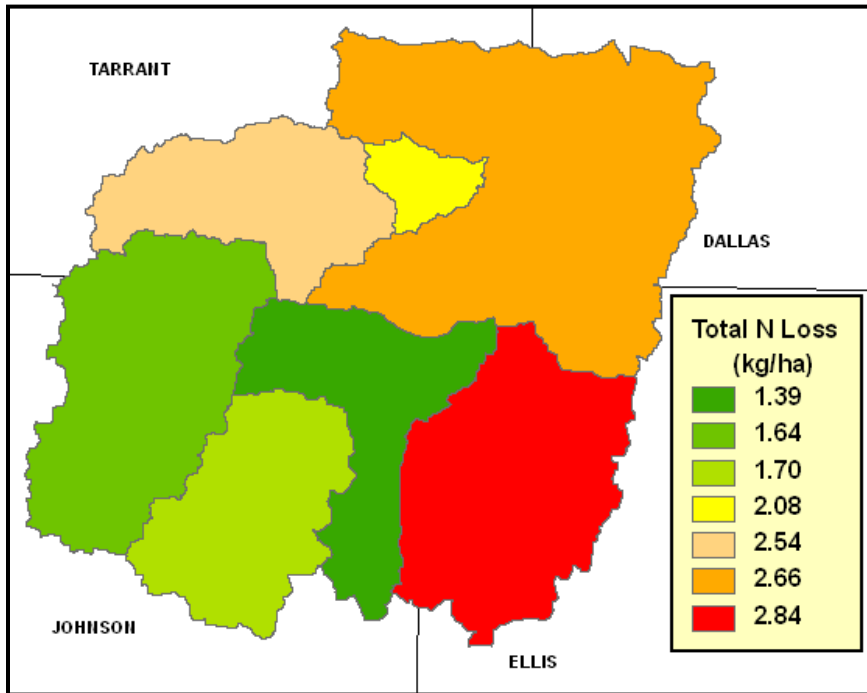 TARRANT
DALLAS
Total N Loss
(kg/ha)
1.39
1.64
1.70
2.08
2.54
2.66
2.84
JOHNSON
ELLIS